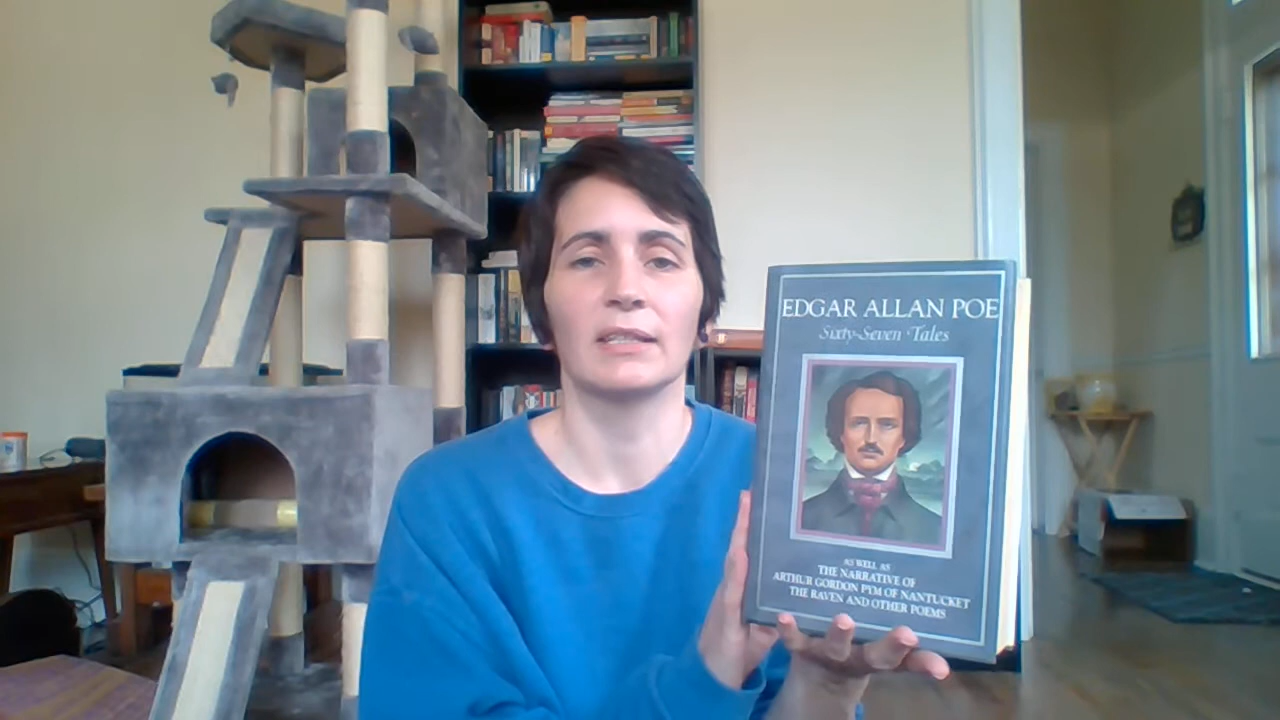 EDGAR ALLAN POE
Sixty-Seven Tales
AS WELL AS
THE NARRATIVE OF
ARTHUR GORDON PYM OF NANTUCKET
THE RAVEN AND OTHER POEMS